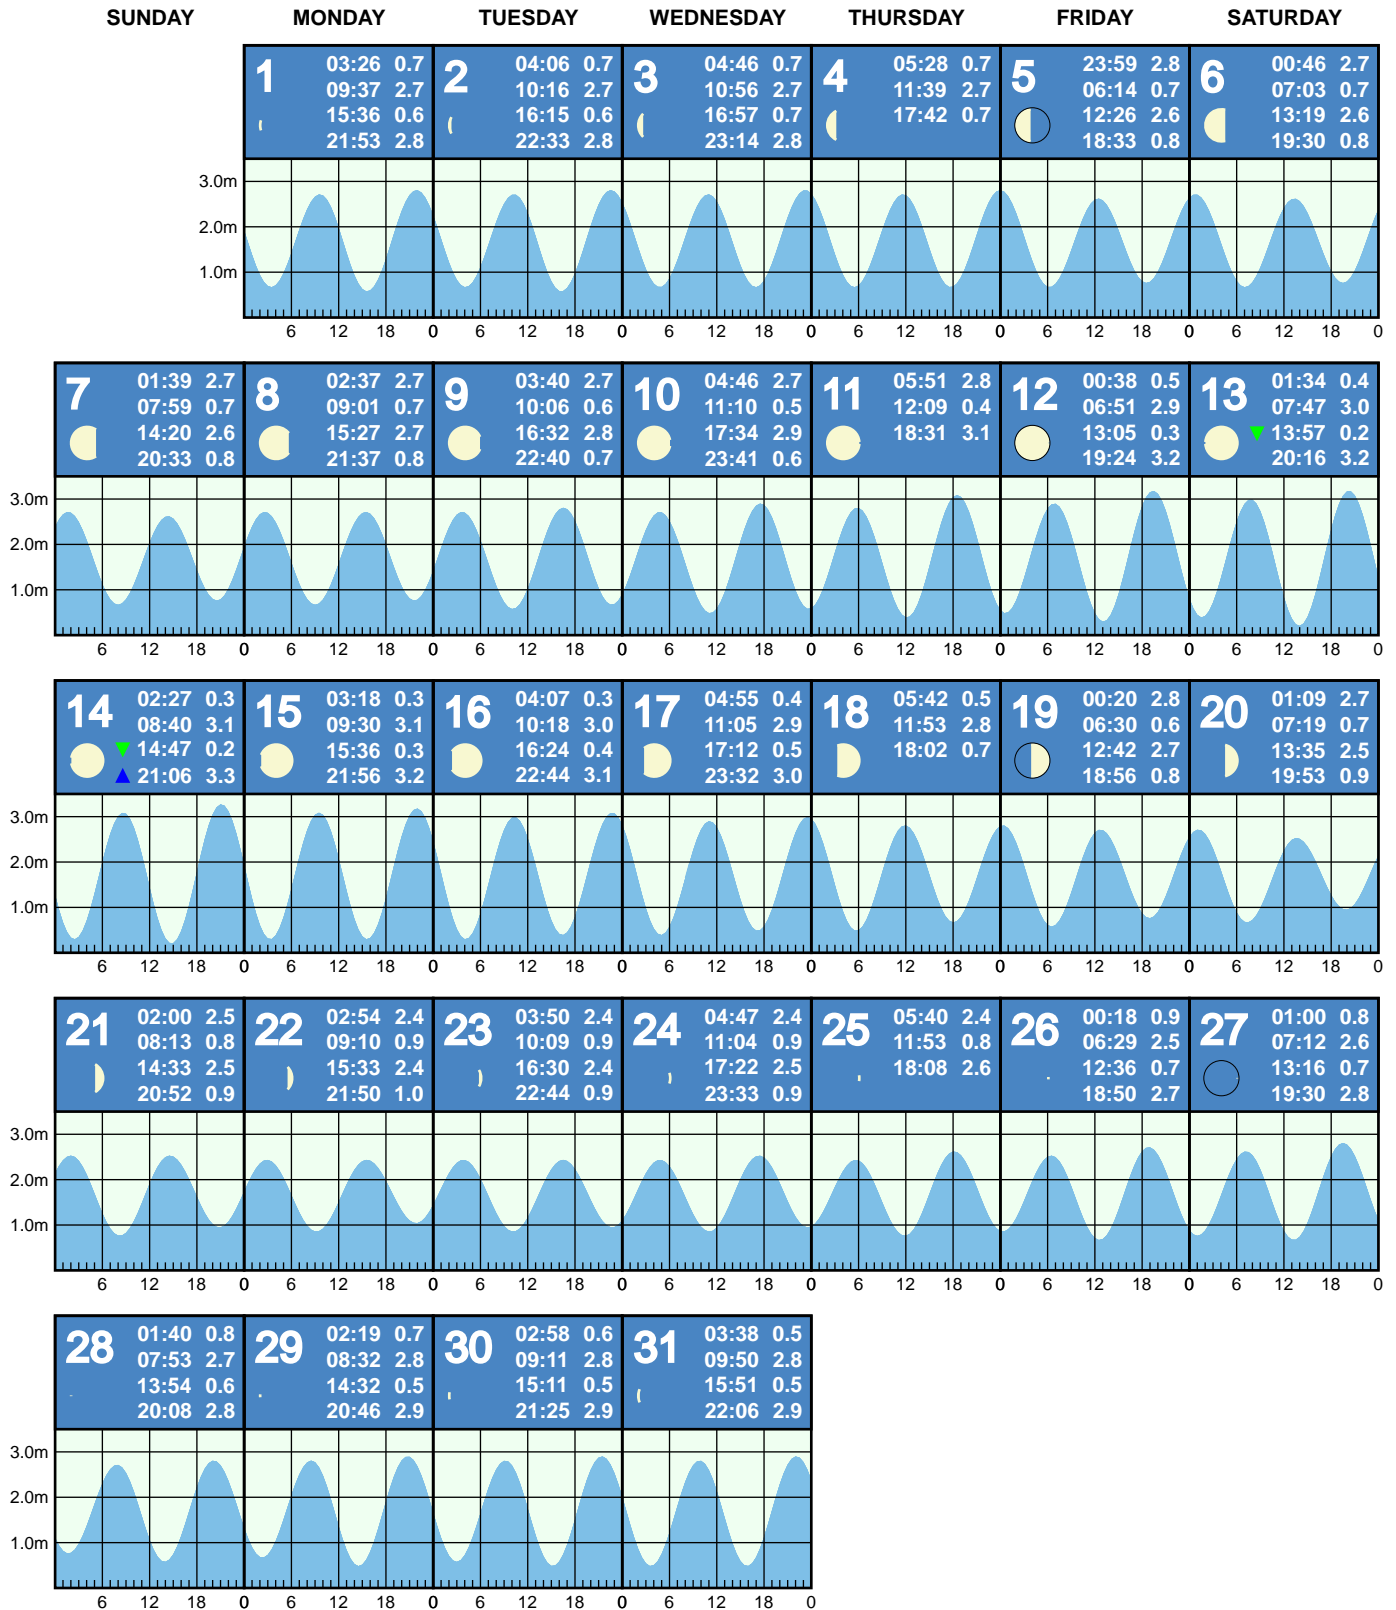 SUNDAY MONDAY TUESDAY WEDNESDAY THURSDAY FRIDAY SATURDAY
1 03:26 0.7
09:37 2.7
15:36 0.6
21:53 2.8
2 04:06 0.7
10:16 2.7
16:15 0.6
22:33 2.8
3 04:46 0.7
10:56 2.7
16:57 0.7
23:14 2.8
4 05:28 0.7
11:39 2.7
17:42 0.7
5 23:59 2.8
06:14 0.7
12:26 2.6
18:33 0.8
6 00:46 2.7
07:03 0.7
13:19 2.6
19:30 0.8
3.0m
2.0m
1.0m
6 12 18 0 6 12 18 0 6 12 18 0 6 12 18 0 6 12 18 0 6 12 18 0
7 01:39 2.7
07:59 0.7
14:20 2.6
20:33 0.8
8 02:37 2.7
09:01 0.7
15:27 2.7
21:37 0.8
9 03:40 2.7
10:06 0.6
16:32 2.8
22:40 0.7
10 04:46 2.7
11:10 0.5
17:34 2.9
23:41 0.6
11 05:51 2.8
12:09 0.4
18:31 3.1
12 00:38 0.5
06:51 2.9
13:05 0.3
19:24 3.2
13 01:34 0.4
07:47 3.0
13:57 0.2
20:16 3.2
3.0m
2.0m
1.0m
6 12 18 0 6 12 18 0 6 12 18 0 6 12 18 0 6 12 18 0 6 12 18 0 6 12 18 0
14 02:27 0.3
08:40 3.1
14:47 0.2
21:06 3.3
15 03:18 0.3
09:30 3.1
15:36 0.3
21:56 3.2
16 04:07 0.3
10:18 3.0
16:24 0.4
22:44 3.1
17 04:55 0.4
11:05 2.9
17:12 0.5
23:32 3.0
18 05:42 0.5
11:53 2.8
18:02 0.7
19 00:20 2.8
06:30 0.6
12:42 2.7
18:56 0.8
20 01:09 2.7
07:19 0.7
13:35 2.5
19:53 0.9
3.0m
2.0m
1.0m
6 12 18 0 6 12 18 0 6 12 18 0 6 12 18 0 6 12 18 0 6 12 18 0 6 12 18 0
21 02:00 2.5
08:13 0.8
14:33 2.5
20:52 0.9
22 02:54 2.4
09:10 0.9
15:33 2.4
21:50 1.0
23 03:50 2.4
10:09 0.9
16:30 2.4
22:44 0.9
24 04:47 2.4
11:04 0.9
17:22 2.5
23:33 0.9
25 05:40 2.4
11:53 0.8
18:08 2.6
26 00:18 0.9
06:29 2.5
12:36 0.7
18:50 2.7
27 01:00 0.8
07:12 2.6
13:16 0.7
19:30 2.8
3.0m
2.0m
1.0m
6 12 18 0 6 12 18 0 6 12 18 0 6 12 18 0 6 12 18 0 6 12 18 0 6 12 18 0
28 01:40 0.8
07:53 2.7
13:54 0.6
20:08 2.8
29 02:19 0.7
08:32 2.8
14:32 0.5
20:46 2.9
30 02:58 0.6
09:11 2.8
15:11 0.5
21:25 2.9
31 03:38 0.5
09:50 2.8
15:51 0.5
22:06 2.9
3.0m
2.0m
1.0m
6 12 18 0 6 12 18 0 6 12 18 0 6 12 18 0